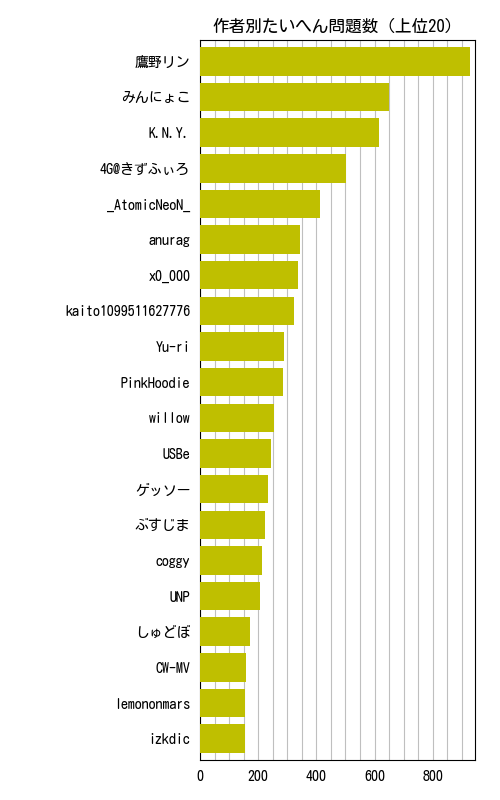 作者別たいへん問題数 (上位20)
鷹野リン
みんにょこ
K.N.Y.
4G@きずふぃろ
_AtomicNeoN_
anurag
x0_000
kaito1099511627776
Yu-ri
PinkHoodie
willow
USBe
ゲッソー
ぶすじま
coggy
UNP
しゅどぼ
CW-MV
lemononmars
izkdic
0 200 400 600 800